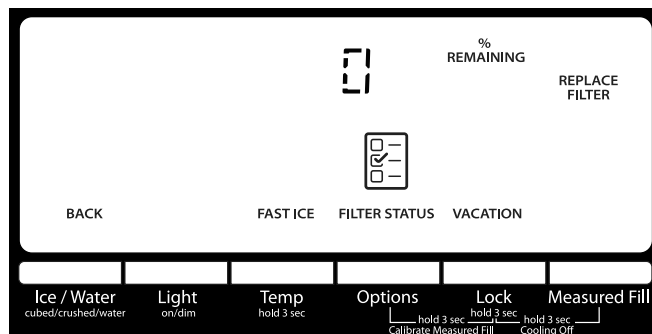 0
%
REMAINING
REPLACE
FILTER
BACK
FAST ICE
FILTER STATUS
VACATION
Ice / Water
cubed/crushed/water
Light
on/dim
Temp
hold 3 sec
Options
Lock
hold 3 sec
Measured Fill
hold 3 sec
Calibrate Measured Fill
hold 3 sec
Cooling Off